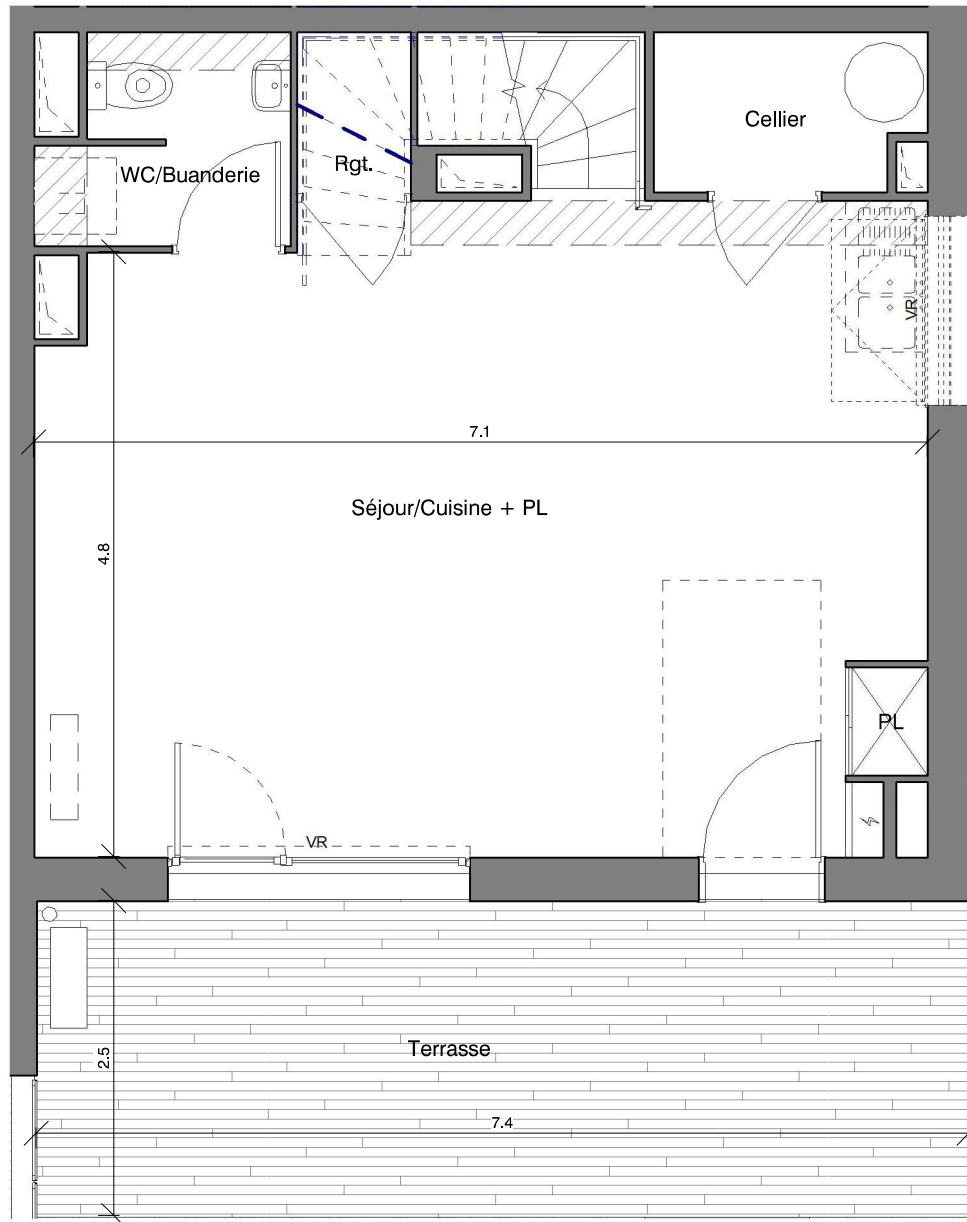 Cellier
WC/Buanderie
Rgt.
VR
7.1
Séjour/Cuisine + PL
4.8
PL
VR
Terrasse
2.5
7.4